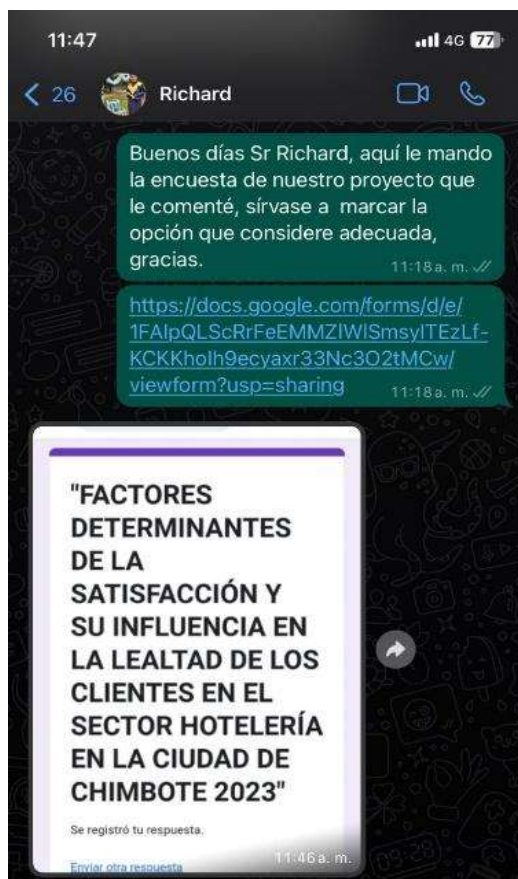 11:47
4G 77
26 Richard
Buenos días Sr Richard, aquí le mando
la encuesta de nuestro proyecto que
le comenté, sírvase a marcar la
opción que considere adecuada,
gracias.
11:18 a. m.
https://docs.google.com/forms/d/e/
1FAIpQLScRrFeEMMZIWlSmsyITEzLf-
KCKKholh9ecyaxr33Nc3O2tMCw/
viewform?usp=sharing
11:18 a. m.
"FACTORES
DETERMINANTES
DE LA
SATISFACCIÓN Y
SU INFLUENCIA EN
LA LEALTAD DE LOS
CLIENTES EN EL
SECTOR HOTELERÍA
EN LA CIUDAD DE
CHIMBOTE 2023"
Se registró tu respuesta.
Enviar otra respuesta
11:46 a. m.